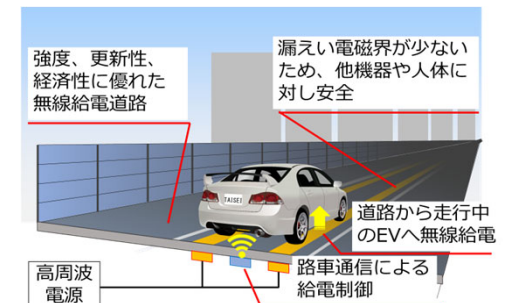 強度、更新性、
経済性に優れた
無線給電道路
漏えい電磁界が少ない
ため、他機器や人体に
対し安全
TAISEI
道路から走行中
のEVへ無線給電
路車通信による
給電制御
高周波
電源